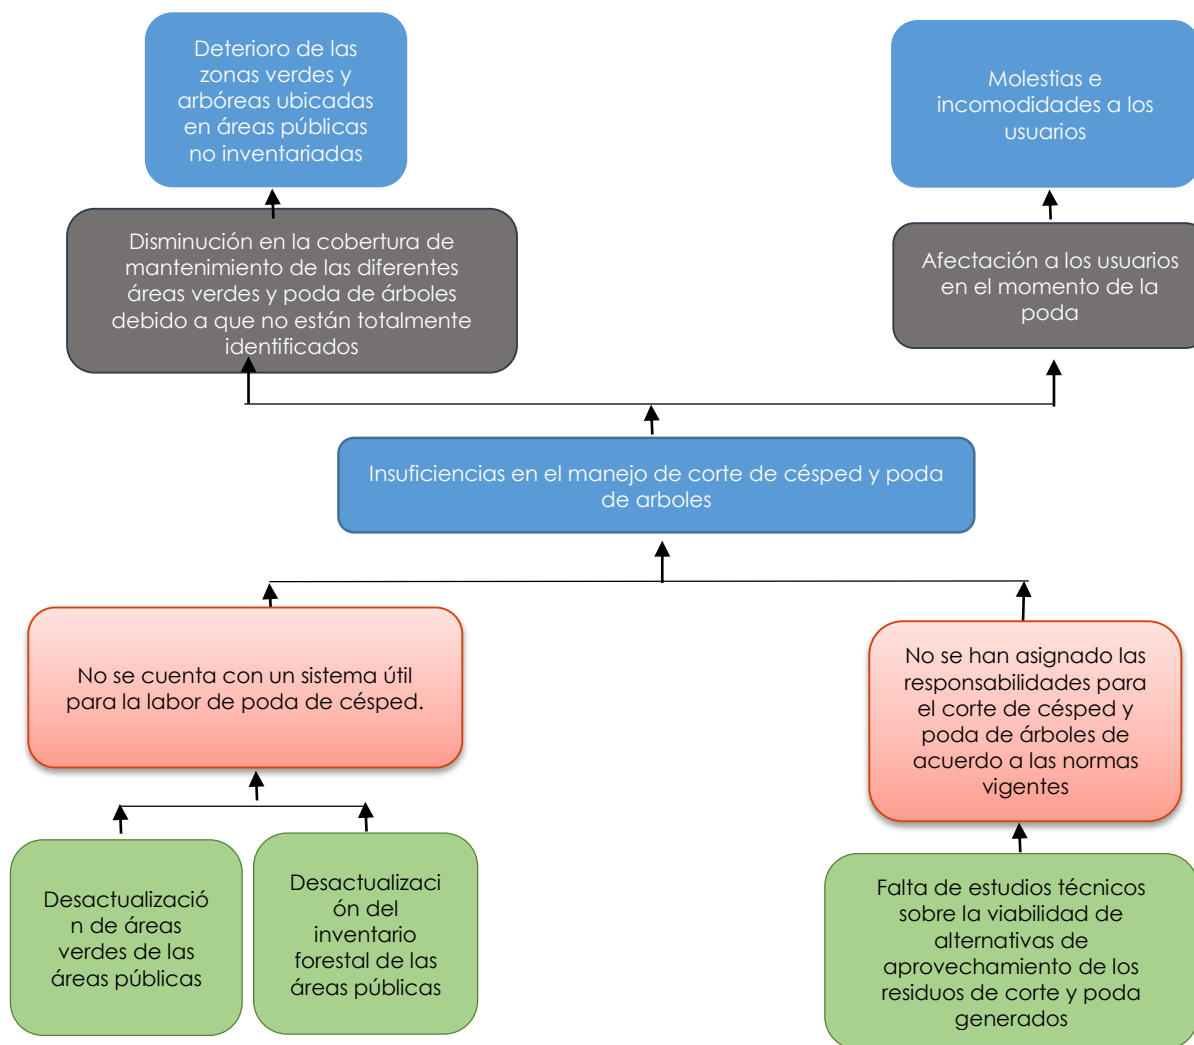 Deterioro de las
zonas verdes y
arbóreas ubicadas
en áreas públicas
no inventariadas
Molestias e
incomodidades a los
usuarios
Disminución en la cobertura de
mantenimiento de las diferentes
áreas verdes y poda de árboles
debido a que no están totalmente
identificados
Afectación a los usuarios
en el momento de la
poda
Insuficiencias en el manejo de corte de césped y poda
de arboles
No se cuenta con un sistema útil
para la labor de poda de césped.
No se han asignado las
responsabilidades para
el corte de césped y
poda de árboles de
acuerdo a las normas
vigentes
Desactualizació
n de áreas
verdes de las
áreas públicas
Desactualizaci
ón del
inventario
forestal de las
áreas públicas
Falta de estudios técnicos
sobre la viabilidad de
alternativas de
aprovechamiento de los
residuos de corte y poda
generados